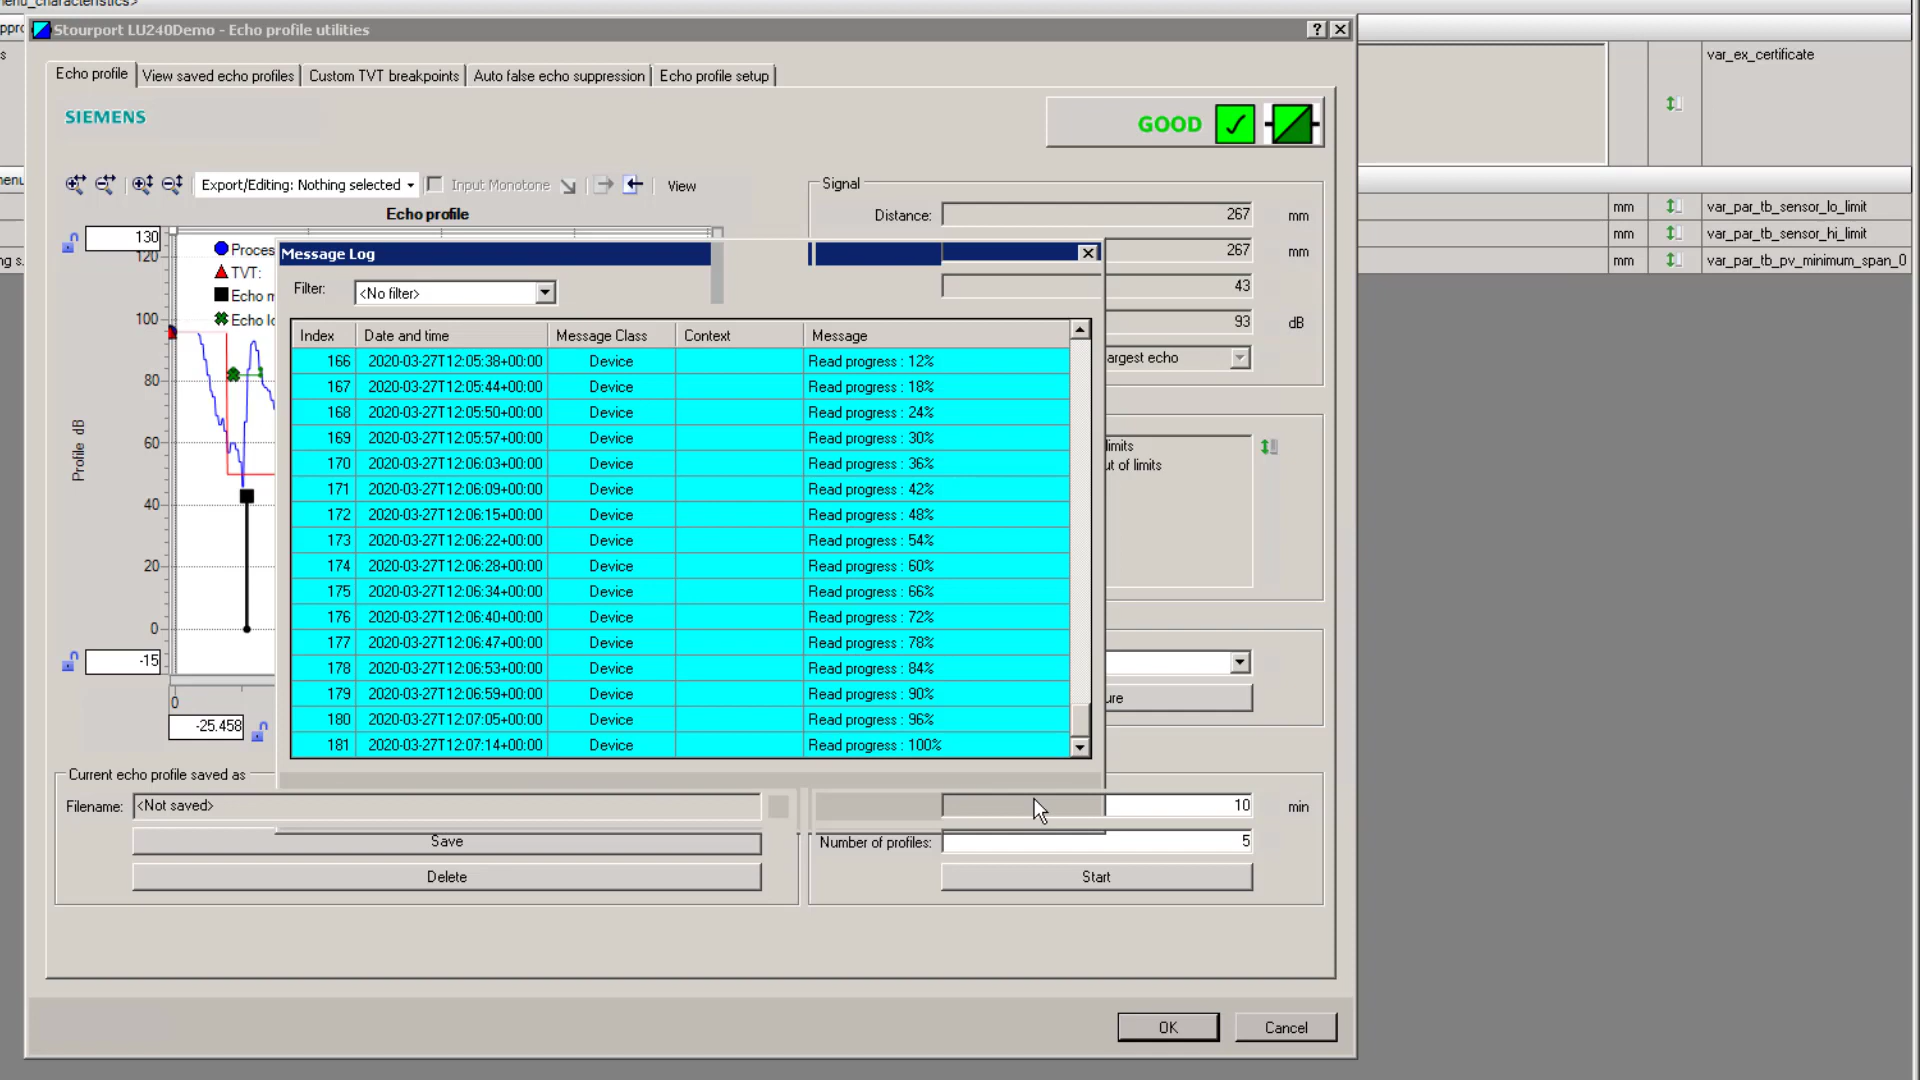 Stourport LU240Demo - Echo profile utilities
?
var_ex_certificate
Echo profile
View saved echo profiles
Custom TVT breakpoints
Auto false echo suppression
Echo profile setup
SIEMENS
GOOD
Export/Editing: Nothing selected
Input Monotone
View
Signal
Echo profile
Distance:
267
mm
mm
var_par_tb_sensor_lo_limit
130
mm
var_par_tb_sensor_hi_limit
Message Log
267
mm
mm
var_par_tb_pv_minimum_span_0
120
TVT:
Filter:
<No filter>
43
100
93
dB
80
60
40
20
0
Profile dB
-15
0
-25.458
Index
Date and time
Message Class
Context
Message
166 2020-03-27T12:05:38+00:00 Device Read progress : 12%
167 2020-03-27T12:05:44+00:00 Device Read progress : 18%
168 2020-03-27T12:05:50+00:00 Device Read progress : 24%
169 2020-03-27T12:05:57+00:00 Device Read progress : 30%
170 2020-03-27T12:06:03+00:00 Device Read progress : 36%
171 2020-03-27T12:06:09+00:00 Device Read progress : 42%
172 2020-03-27T12:06:15+00:00 Device Read progress : 48%
173 2020-03-27T12:06:22+00:00 Device Read progress : 54%
174 2020-03-27T12:06:28+00:00 Device Read progress : 60%
175 2020-03-27T12:06:34+00:00 Device Read progress : 66%
176 2020-03-27T12:06:40+00:00 Device Read progress : 72%
177 2020-03-27T12:06:47+00:00 Device Read progress : 78%
178 2020-03-27T12:06:53+00:00 Device Read progress : 84%
179 2020-03-27T12:06:59+00:00 Device Read progress : 90%
180 2020-03-27T12:07:05+00:00 Device Read progress : 96%
181 2020-03-27T12:07:14+00:00 Device Read progress : 100%
argest echo
limits
ut of limits
ure
Current echo profile saved as
Filename:
<Not saved>
Save
Delete
10
min
Number of profiles:
5
Start
OK
Cancel